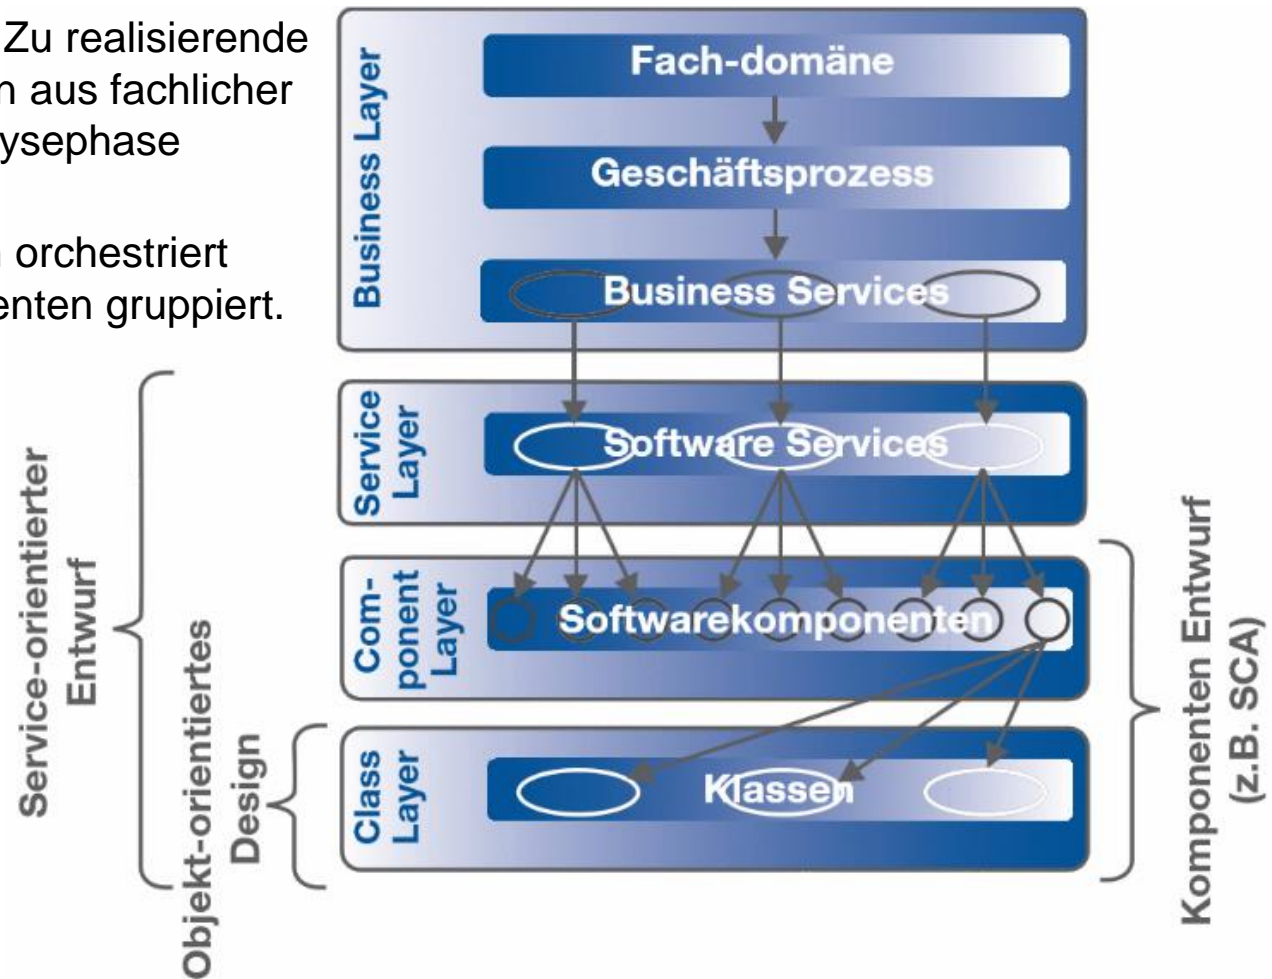 Zu realisierende
n aus fachlicher
ysephase
orchestriert
enten gruppiert.
Business Layer
Fach-domäne
Geschäftsprozess
Business Services
Service
Layer
Software Services
Com-
ponent
Layer
Softwarekomponenten
Class
Layer
Klassen
Service-orientierter
Entwurf
Objekt-orientiertes
Design
Komponenten Entwurf
(z.B. SCA)